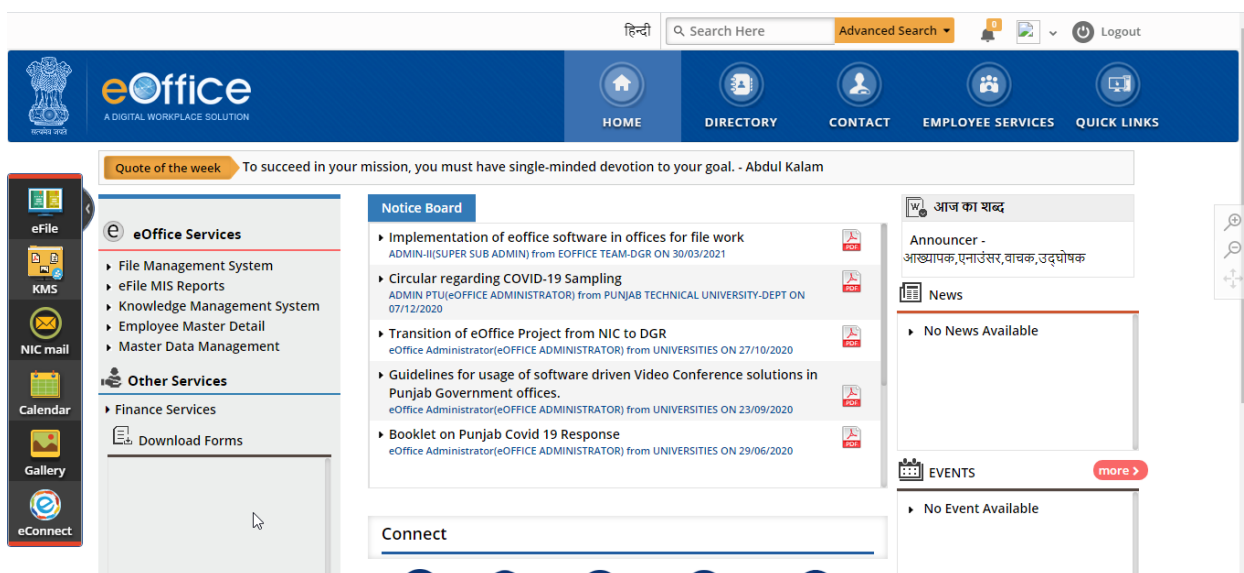 हिन्दी
Search Here
Advanced Search
0
Logout
सत्यमेव जयते
eOffice
A DIGITAL WORKPLACE SOLUTION
HOME
DIRECTORY
CONTACT
EMPLOYEE SERVICES
QUICK LINKS
Quote of the week
To succeed in your mission, you must have single-minded devotion to your goal. - Abdul Kalam
eFile
KMS
NIC mail
Calendar
Gallery
eConnect
eOffice Services
File Management System
eFile MIS Reports
Knowledge Management System
Employee Master Detail
Master Data Management
Other Services
Finance Services
Download Forms
Notice Board
Implementation of eoffice software in offices for file work
ADMIN-II(SUPER SUB ADMIN) from EOFFICE TEAM-DGR ON 30/03/2021
PDF
Circular regarding COVID-19 Sampling
ADMIN PTU(eOFFICE ADMINISTRATOR) from PUNJAB TECHNICAL UNIVERSITY-DEPT ON
07/12/2020
PDF
Transition of eOffice Project from NIC to DGR
eOffice Administrator(eOFFICE ADMINISTRATOR) from UNIVERSITIES ON 27/10/2020
PDF
Guidelines for usage of software driven Video Conference solutions in
Punjab Government offices.
eOffice Administrator(eOFFICE ADMINISTRATOR) from UNIVERSITIES ON 23/09/2020
PDF
Booklet on Punjab Covid 19 Response
eOffice Administrator(eOFFICE ADMINISTRATOR) from UNIVERSITIES ON 29/06/2020
PDF
Connect
आज का शब्द
Announcer -
आख्यापक,एनाउंसर,वाचक,उद्घोषक
News
No News Available
EVENTS
more >
No Event Available